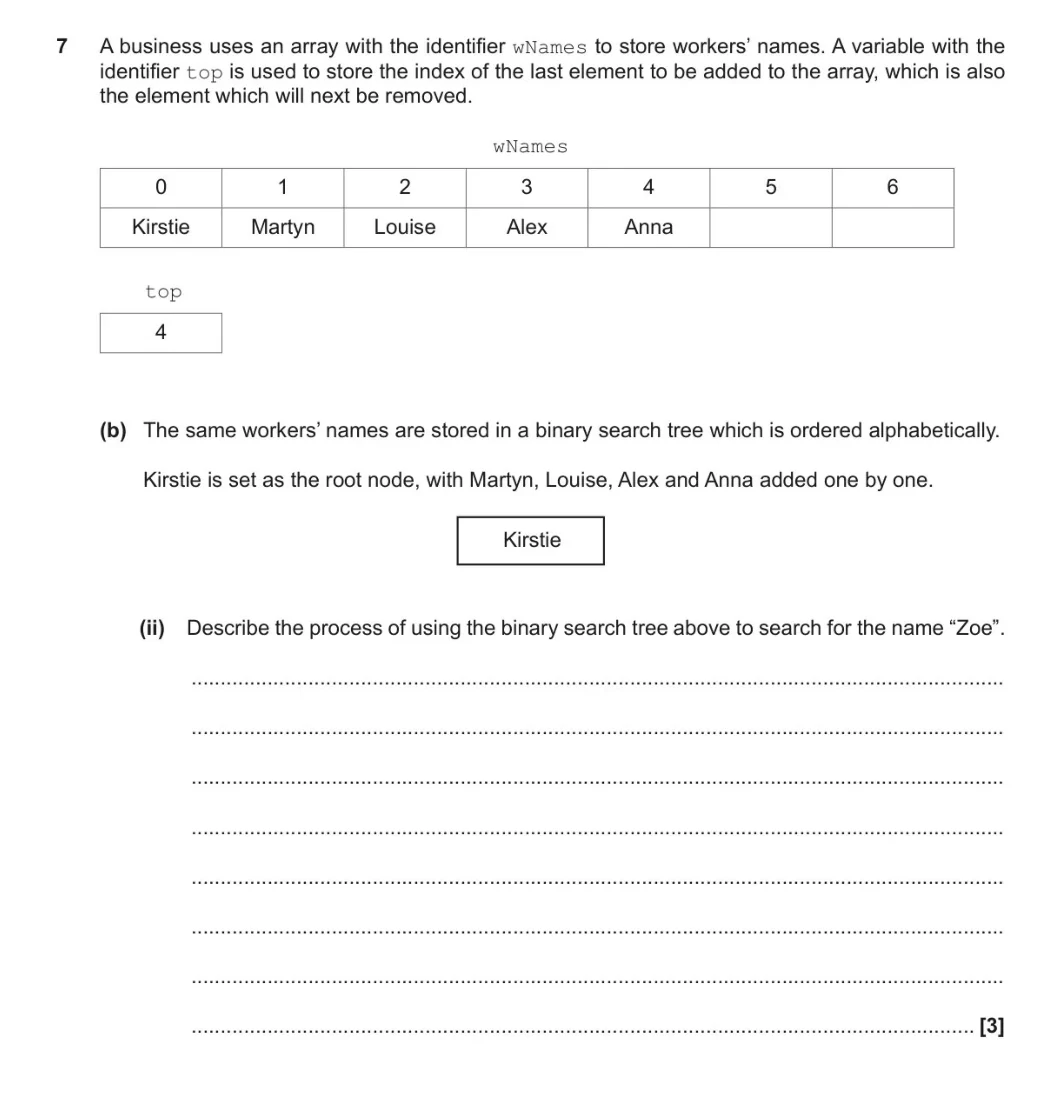 7 A business uses an array with the identifier wNames to store workers’ names. A variable with the
identifier top is used to store the index of the last element to be added to the array, which is also
the element which will next be removed.
wNames
0 1 2 3 4 5 6
Kirstie Martyn Louise Alex Anna
top
4
(b) The same workers’ names are stored in a binary search tree which is ordered alphabetically.
Kirstie is set as the root node, with Martyn, Louise, Alex and Anna added one by one.
Kirstie
(ii) Describe the process of using the binary search tree above to search for the name “Zoe”.
[3]